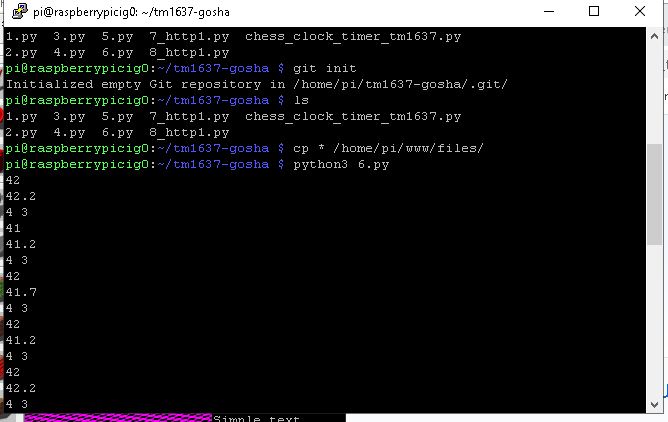 pi@raspberrypicig0: ~/tm1637-gosha
1.py  3.py  5.py  7_http1.py  chess_clock_timer_tm1637.py
2.py  4.py  6.py  8_http1.py
pi@raspberrypicig0:~/tm1637-gosha $ git init
Initialized empty Git repository in /home/pi/tm1637-gosha/.git/
pi@raspberrypicig0:~/tm1637-gosha $ ls
1.py  3.py  5.py  7_http1.py  chess_clock_timer_tm1637.py
2.py  4.py  6.py  8_http1.py
pi@raspberrypicig0:~/tm1637-gosha $ cp * /home/pi/www/files/
pi@raspberrypicig0:~/tm1637-gosha $ python3 6.py
42
42.2
4 3
41
41.2
4 3
42
41.7
4 3
42
41.2
4 3
42
42.2
4 3
Simple text